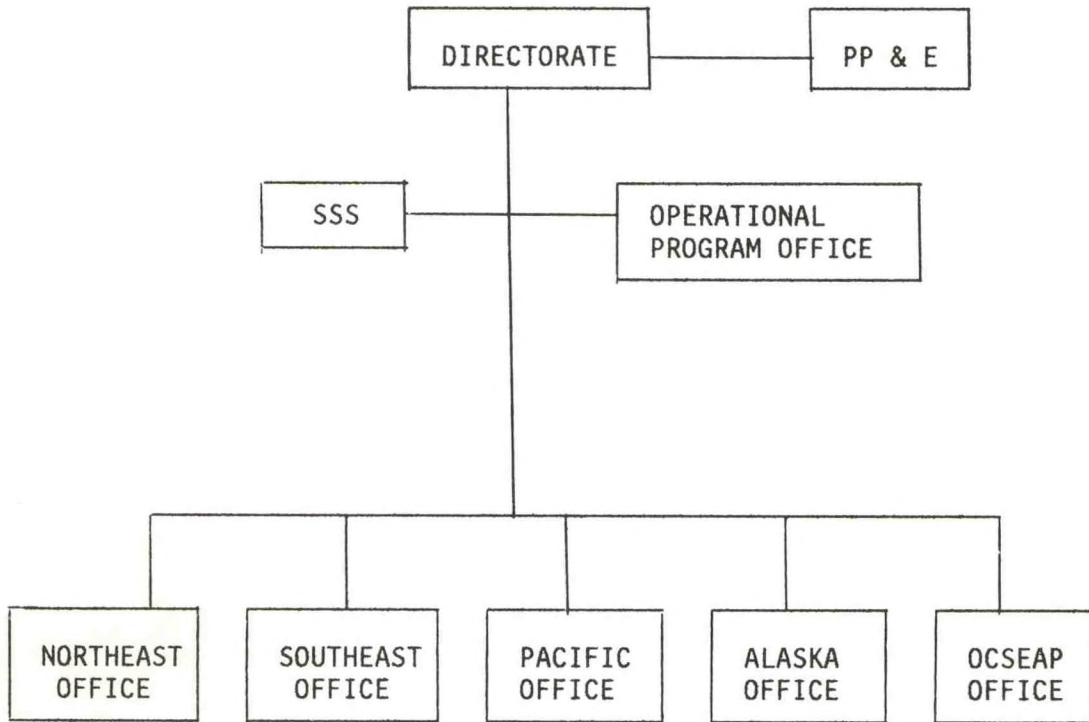 DIRECTORATE
PP & E
SSS
OPERATIONAL
PROGRAM OFFICE
NORTHEAST
OFFICE
SOUTHEAST
OFFICE
PACIFIC
OFFICE
ALASKA
OFFICE
OCSEAP
OFFICE